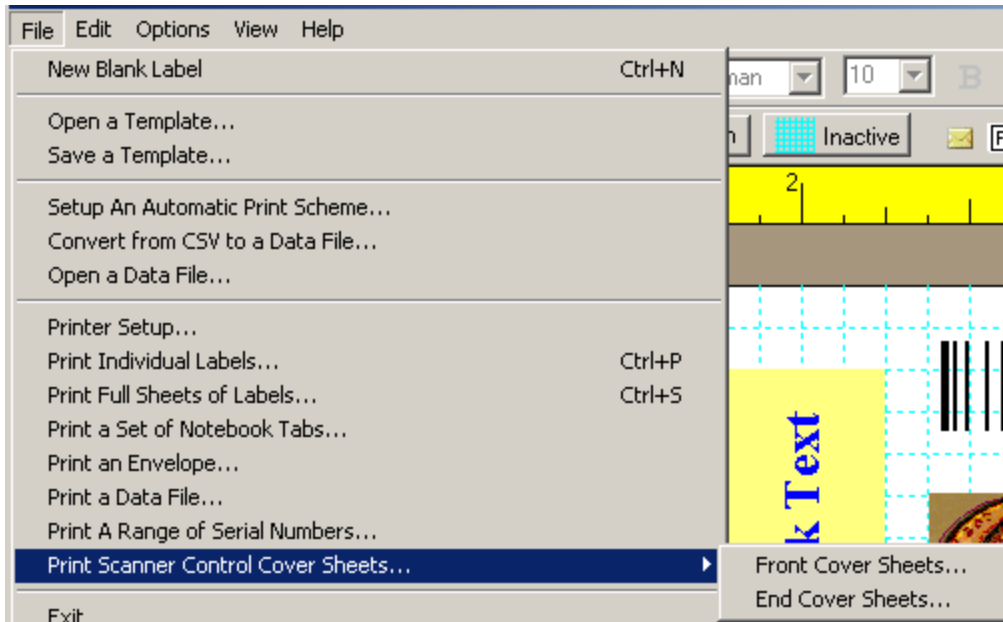 File Edit Options View Help
New Blank Label Ctrl+N
10 B
Open a Template...
Inactive
Save a Template...
2
Setup An Automatic Print Scheme...
Convert from CSV to a Data File...
Open a Data File...
Printer Setup...
Print Individual Labels... Ctrl+P
Print Full Sheets of Labels... Ctrl+S
Print a Set of Notebook Tabs...
Print an Envelope...
Print a Data File...
Print A Range of Serial Numbers...
Text
Print Scanner Control Cover Sheets...
Front Cover Sheets...
End Cover Sheets...
Exit